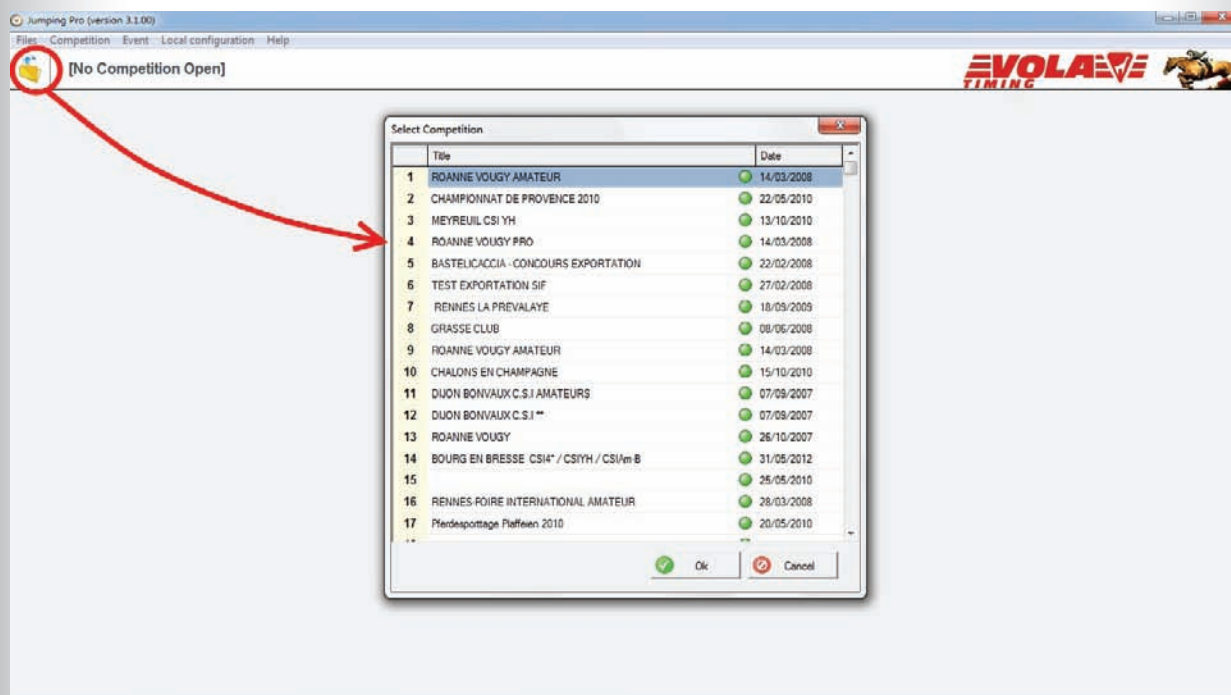 Jumping Pro (version 3.1.00)
Files Competition Event Local configuration Help
[No Competition Open]
VOLA
TIMING
Select Competition
Title Date
1 ROANNE VOUGY AMATEUR 14/03/2008
2 CHAMPIONNAT DE PROVENCE 2010 22/05/2010
3 MEYREUIL CSI YH 13/10/2010
4 ROANNE VOUGY PRO 14/03/2008
5 BASTELICACCIA - CONCOURS EXPORTATION 22/02/2008
6 TEST EXPORTATION SIF 27/02/2008
7 RENNES LA PREVALAYE 18/09/2009
8 GRASSE CLUB 08/06/2008
9 ROANNE VOUGY AMATEUR 14/03/2008
10 CHALONS EN CHAMPAGNE 15/10/2010
11 DIJON BONVAUX C.S.I AMATEURS 07/09/2007
12 DIJON BONVAUX C.S.I ** 07/09/2007
13 ROANNE VOUGY 26/10/2007
14 BOURG EN BRESSE CSI4* / CSIYH / CSIAm-B 31/05/2012
15 25/05/2010
16 RENNES-FOIRE INTERNATIONAL AMATEUR 28/03/2008
17 Pferdesporttage Plaffeien 2010 20/05/2010
Ok Cancel